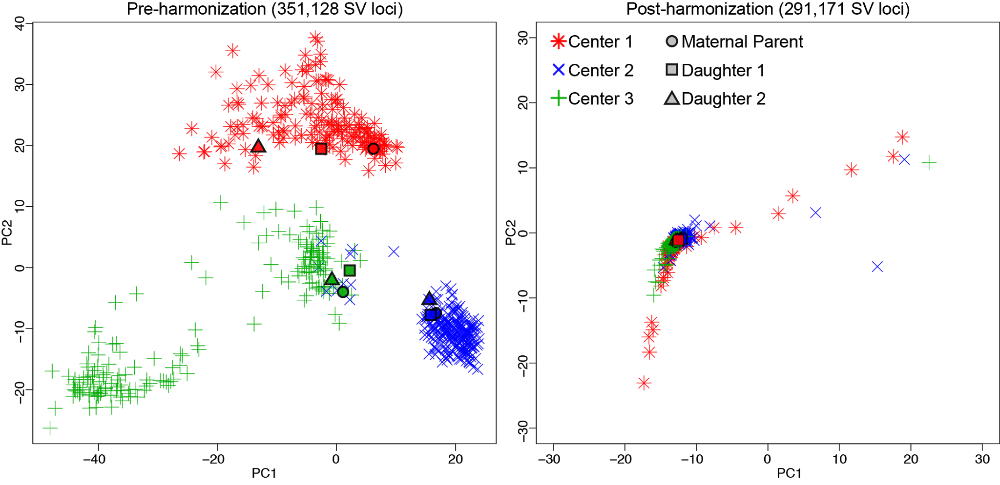 Pre-harmonization (351,128 SV loci)
40
30
20
10
0
−10
−20
PC2
−40
−20
0
20
PC1
Post-harmonization (291,171 SV loci)
Center 1
Center 2
Center 3
Maternal Parent
Daughter 1
Daughter 2
30
20
10
0
−10
−20
−30
PC2
−30
−20
−10
0
10
20
30
PC1